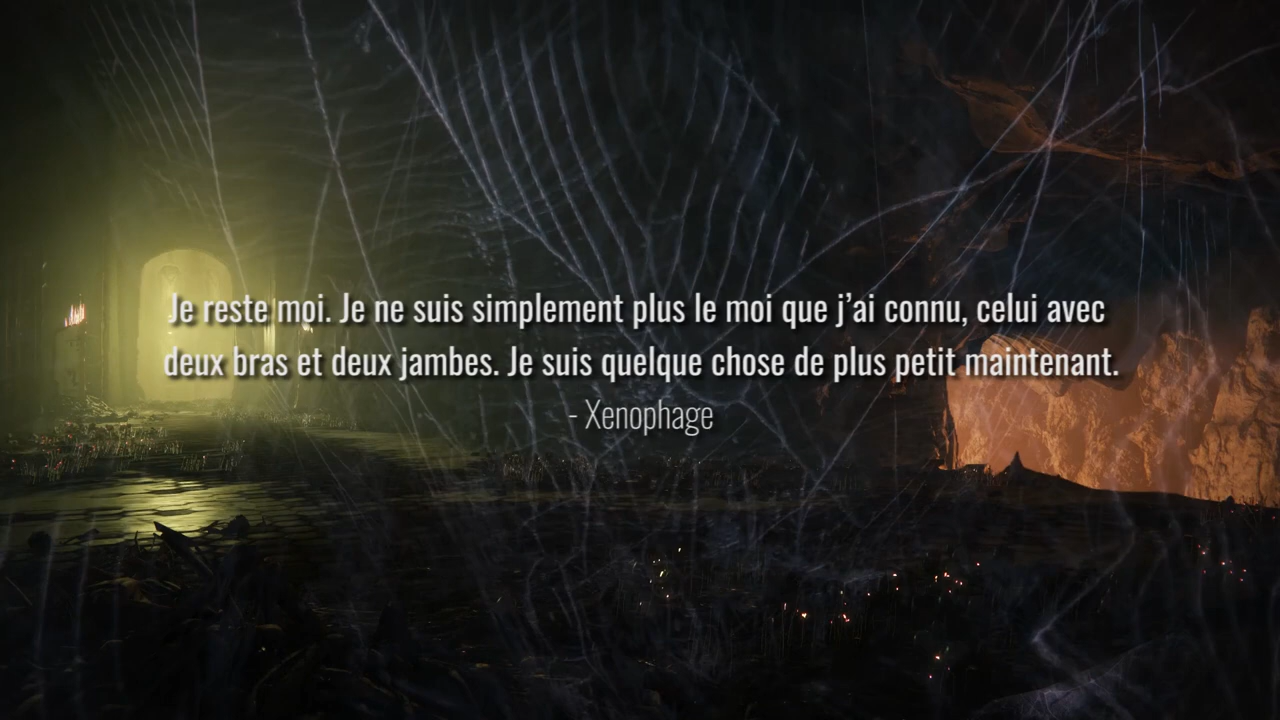 Je reste moi. Je ne suis simplement plus le moi que j’ai connu, celui avec
deux bras et deux jambes. Je suis quelque chose de plus petit maintenant.
- Xenophage